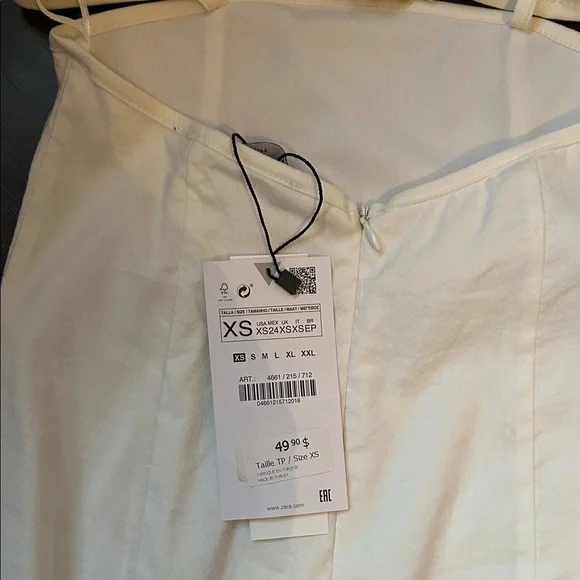 TALLA / SIZE / TAMANHO / TAILLE / MAAT / ΜΕΓΕΘΟΣ
XS
USA MEX UK IT BR
XS 24 XS XS EP
XS S M L XL XXL
ART.: 4661 / 215 / 712
04661215712018
49 90 $
Taille TP / Size XS
MADE IN TURKEY
EAC
www.zara.com